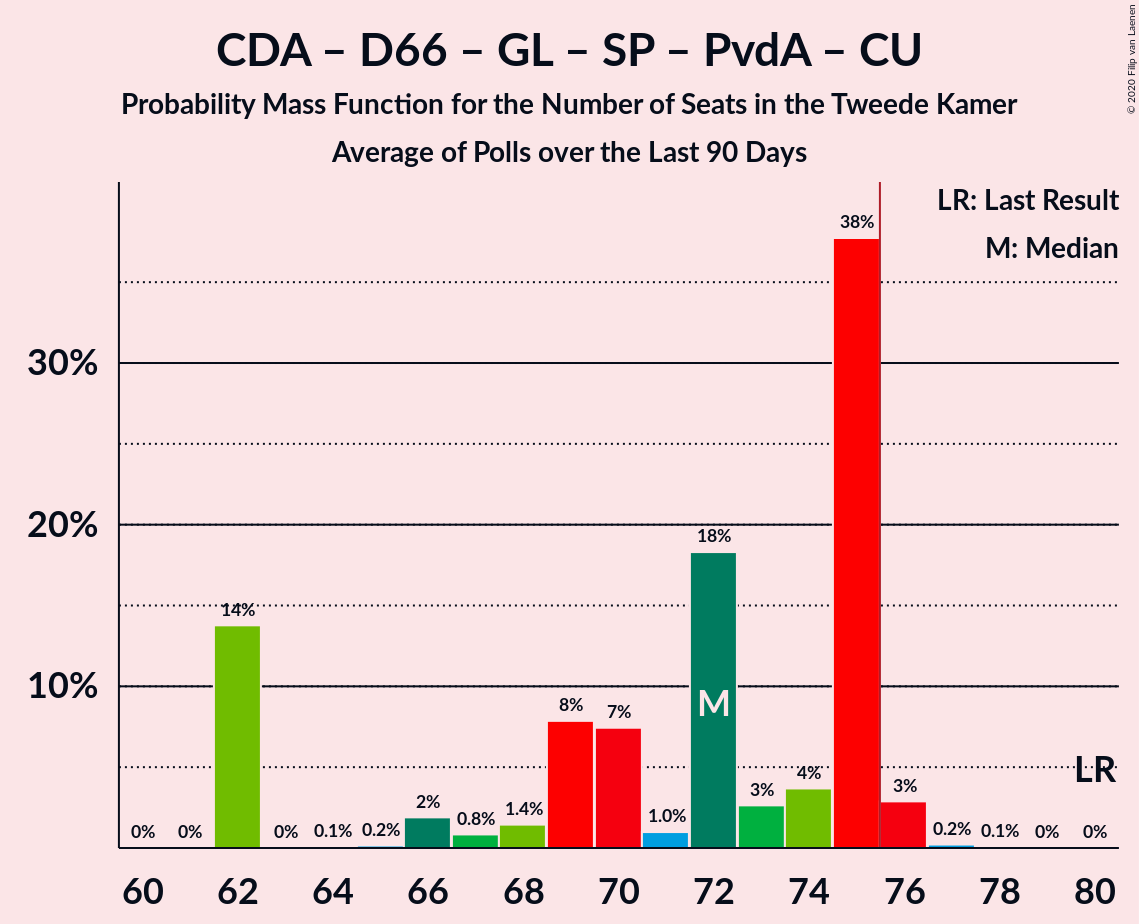 CDA – D66 – GL – SP – PvdA – CU
Probability Mass Function for the Number of Seats in the Tweede Kamer
Average of Polls over the Last 90 Days
© 2020 Filip van Laenen
LR: Last Result
M: Median
38%
30%
20%
18%
14%
10%
M
8%
7%
LR
4%
3%
3%
2%
1.4%
1.0%
0.8%
0% 0% 0% 0.1% 0.2% 0.2% 0.1% 0% 0%
60 62 64 66 68 70 72 74 76 78 80